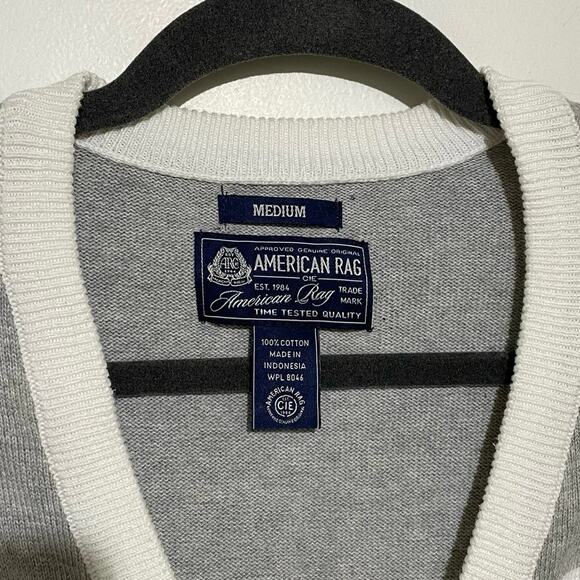 MEDIUM
APPROVED GENUINE ORIGINAL
ARC
AMERICAN RAG
CIE
EST. 1984
TRADE
MARK
American Rag
TIME TESTED QUALITY
100% COTTON
MADE IN
INDONESIA
WPL 8046
AMERICAN RAG
CIE